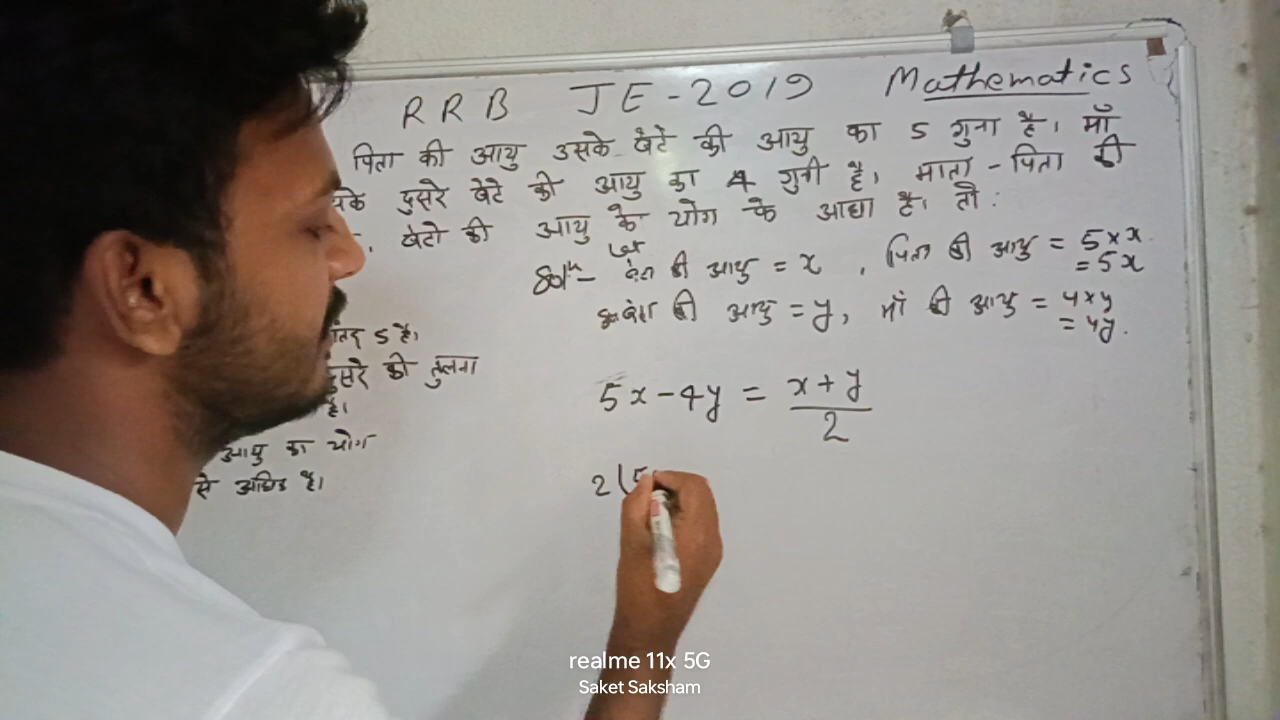 RRB JE-2019 Mathematics
पिता की आयु उसके बेटे की आयु का 5 गुना है। माँ
दुसरे बेटे की आयु का 4 गुनी है। माता-पिता की
बेटो की आयु के योग के आधा है। तो:
Solⁿ- Let बेटा की आयु = x , पिता की आयु = 5×x
= 5x
बेटा की आयु = y, माँ की आयु = 4×y
= 4y.
5 है।
दुसरे की तुलना
है।
आयु का योग
से अधिक है।
5x-4y = x+y/2
2(5
realme 11x 5G
Saket Saksham